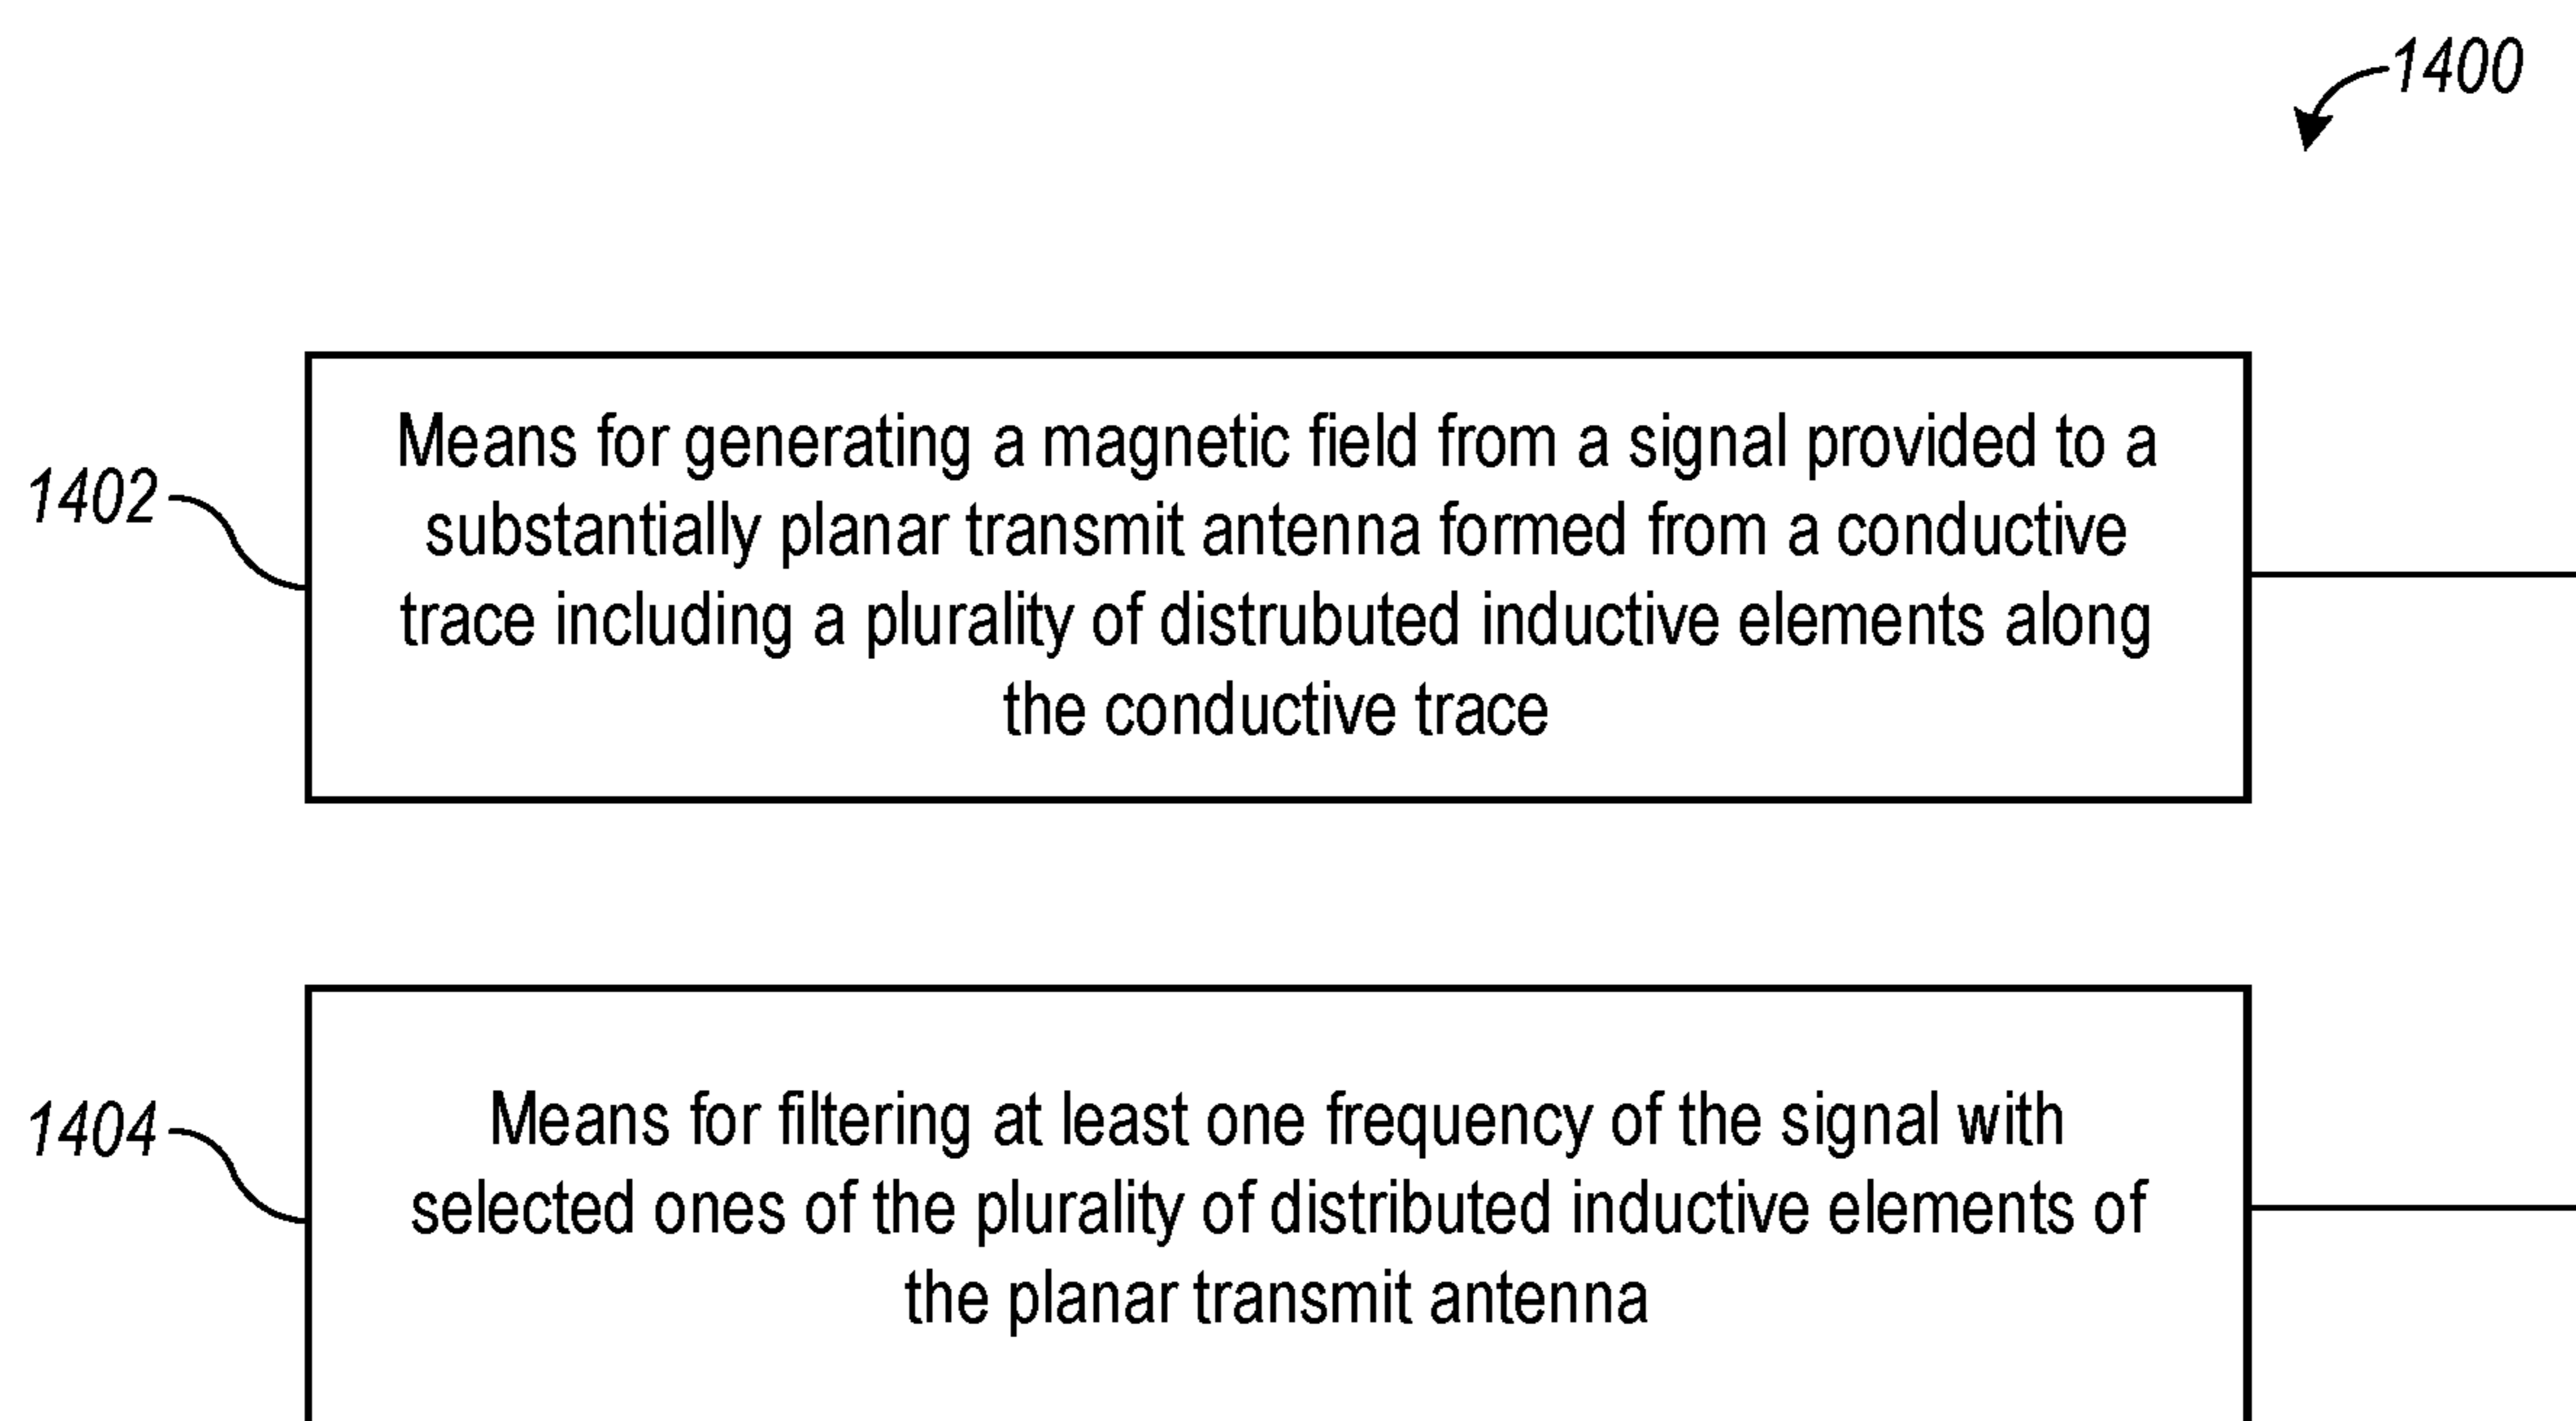 1400
1402
Means for generating a magnetic field from a signal provided to a
substantially planar transmit antenna formed from a conductive
trace including a plurality of distrubuted inductive elements along
the conductive trace
1404
Means for filtering at least one frequency of the signal with
selected ones of the plurality of distributed inductive elements of
the planar transmit antenna